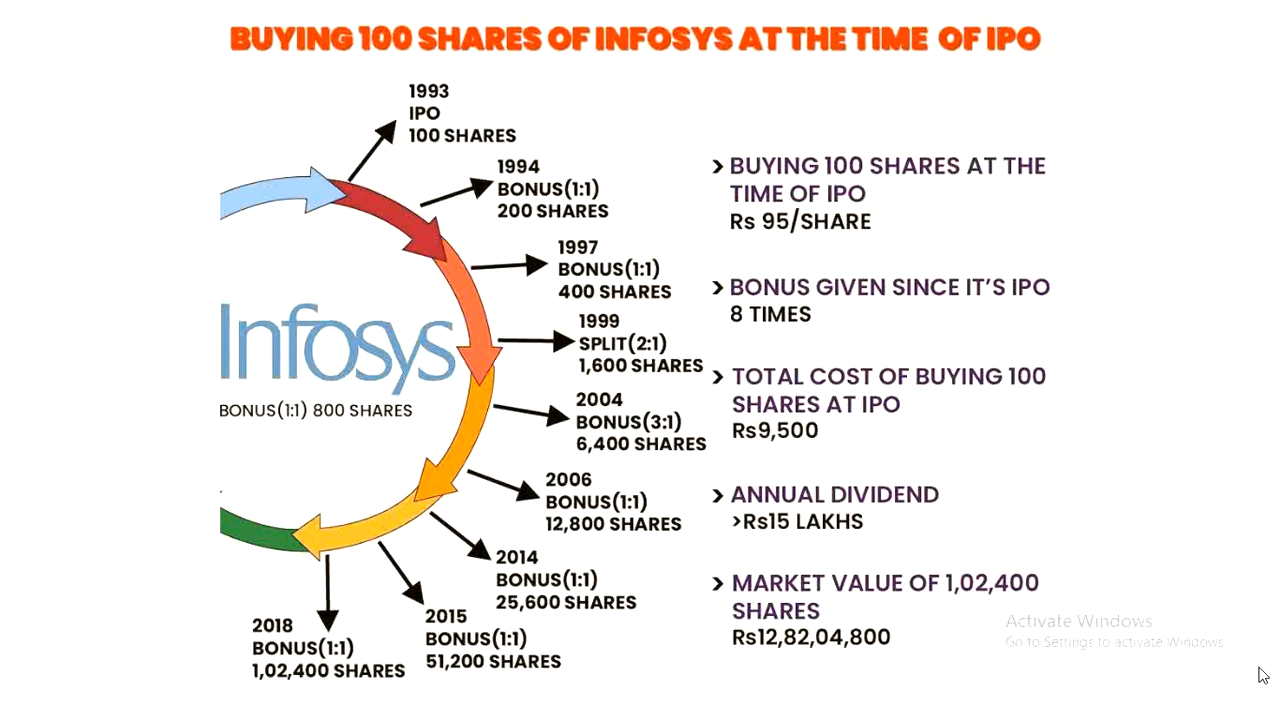 BUYING 100 SHARES OF INFOSYS AT THE TIME OF IPO
1993
IPO
100 SHARES
1994
BONUS(1:1)
200 SHARES
1997
BONUS(1:1)
400 SHARES
1999
SPLIT(2:1)
1,600 SHARES
2004
BONUS(3:1)
6,400 SHARES
2006
BONUS(1:1)
12,800 SHARES
2014
BONUS(1:1)
25,600 SHARES
2015
BONUS(1:1)
51,200 SHARES
2018
BONUS(1:1)
1,02,400 SHARES
Infosys
BONUS(1:1) 800 SHARES
> BUYING 100 SHARES AT THE
TIME OF IPO
Rs 95/SHARE
> BONUS GIVEN SINCE IT'S IPO
8 TIMES
> TOTAL COST OF BUYING 100
SHARES AT IPO
Rs9,500
> ANNUAL DIVIDEND
>Rs15 LAKHS
> MARKET VALUE OF 1,02,400
SHARES
Rs12,82,04,800
Activate Windows
Go to Settings to activate Windows